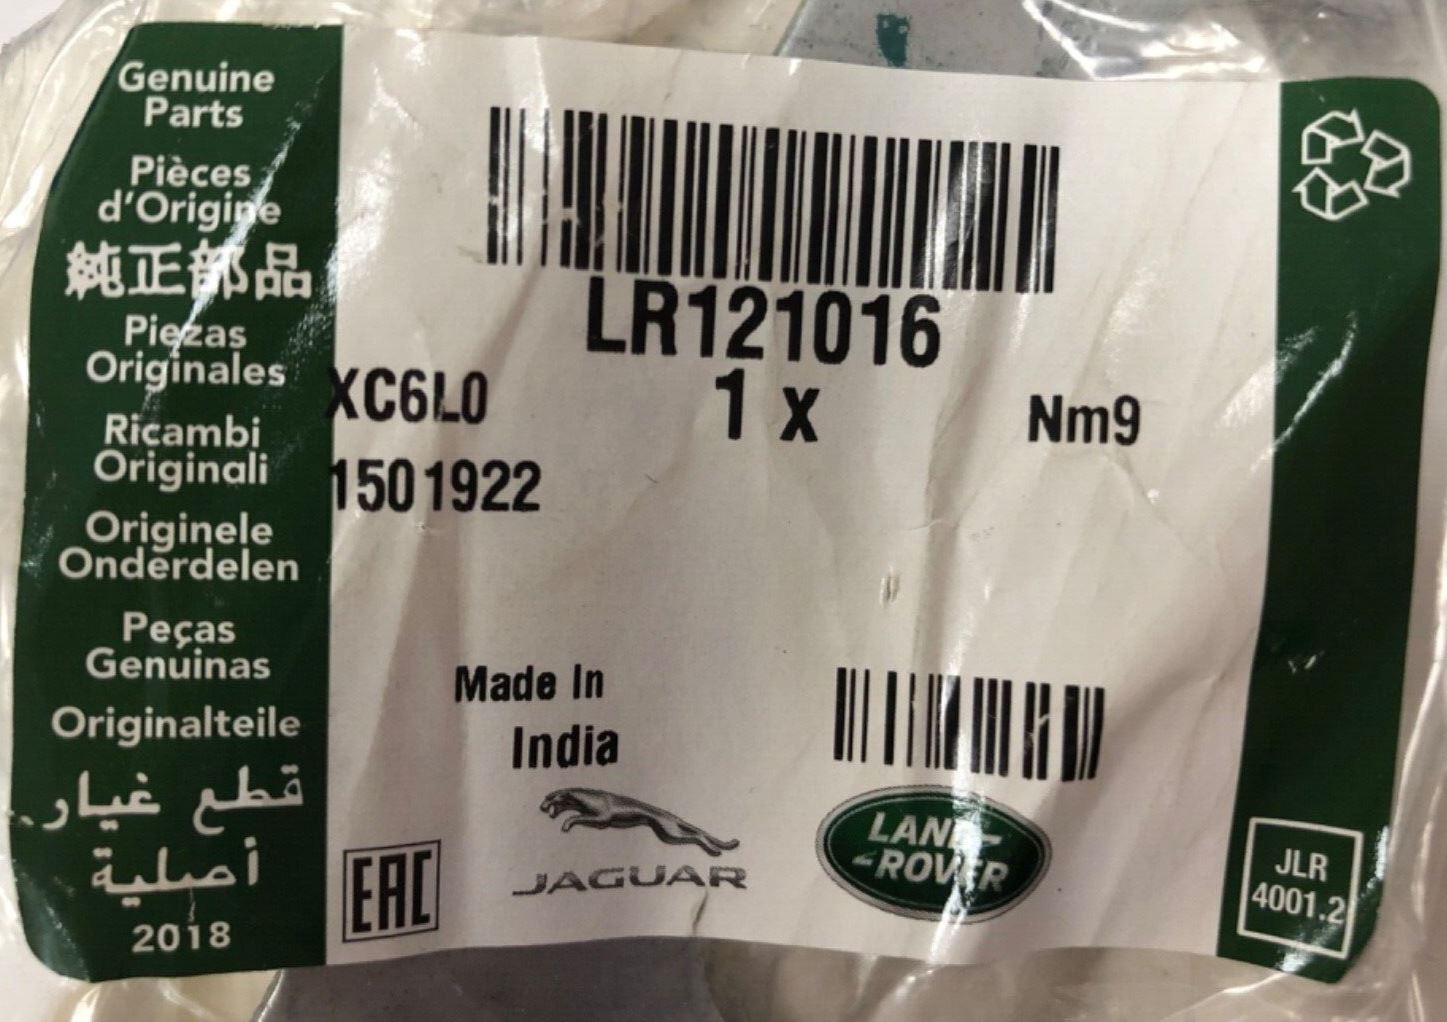 Genuine
Parts
Pièces
d'Origine
純正部品
Piezas
Originales
Ricambi
Originali
Originele
Onderdelen
Peças
Genuinas
Originalteile
قطع غيار
أصلية
2018
LR121016
XC6L0
1 x
Nm9
1501922
Made In
India
EAC
JAGUAR
LAND-
-ROVER
JLR
4001.2